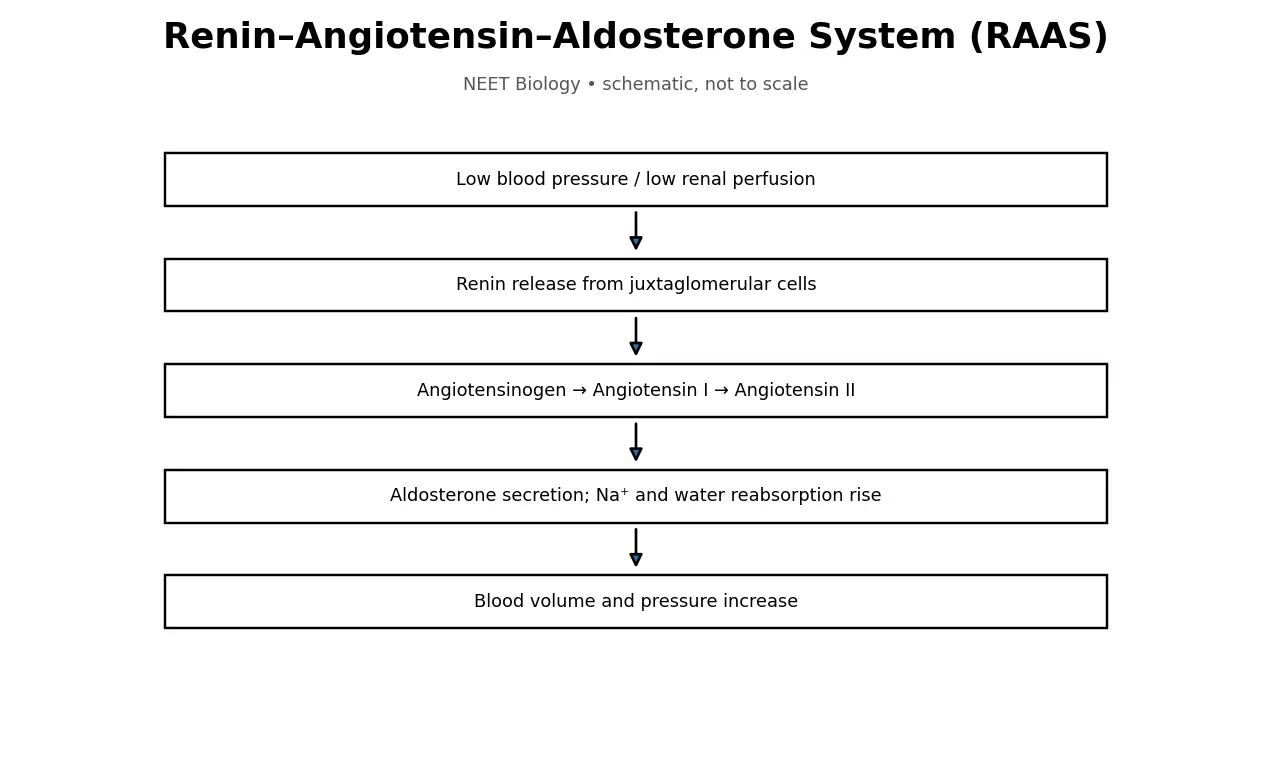 Renin–Angiotensin–Aldosterone System (RAAS)
NEET Biology • schematic, not to scale
Low blood pressure / low renal perfusion
Renin release from juxtaglomerular cells
Angiotensinogen → Angiotensin I → Angiotensin II
Aldosterone secretion; Na⁺ and water reabsorption rise
Blood volume and pressure increase